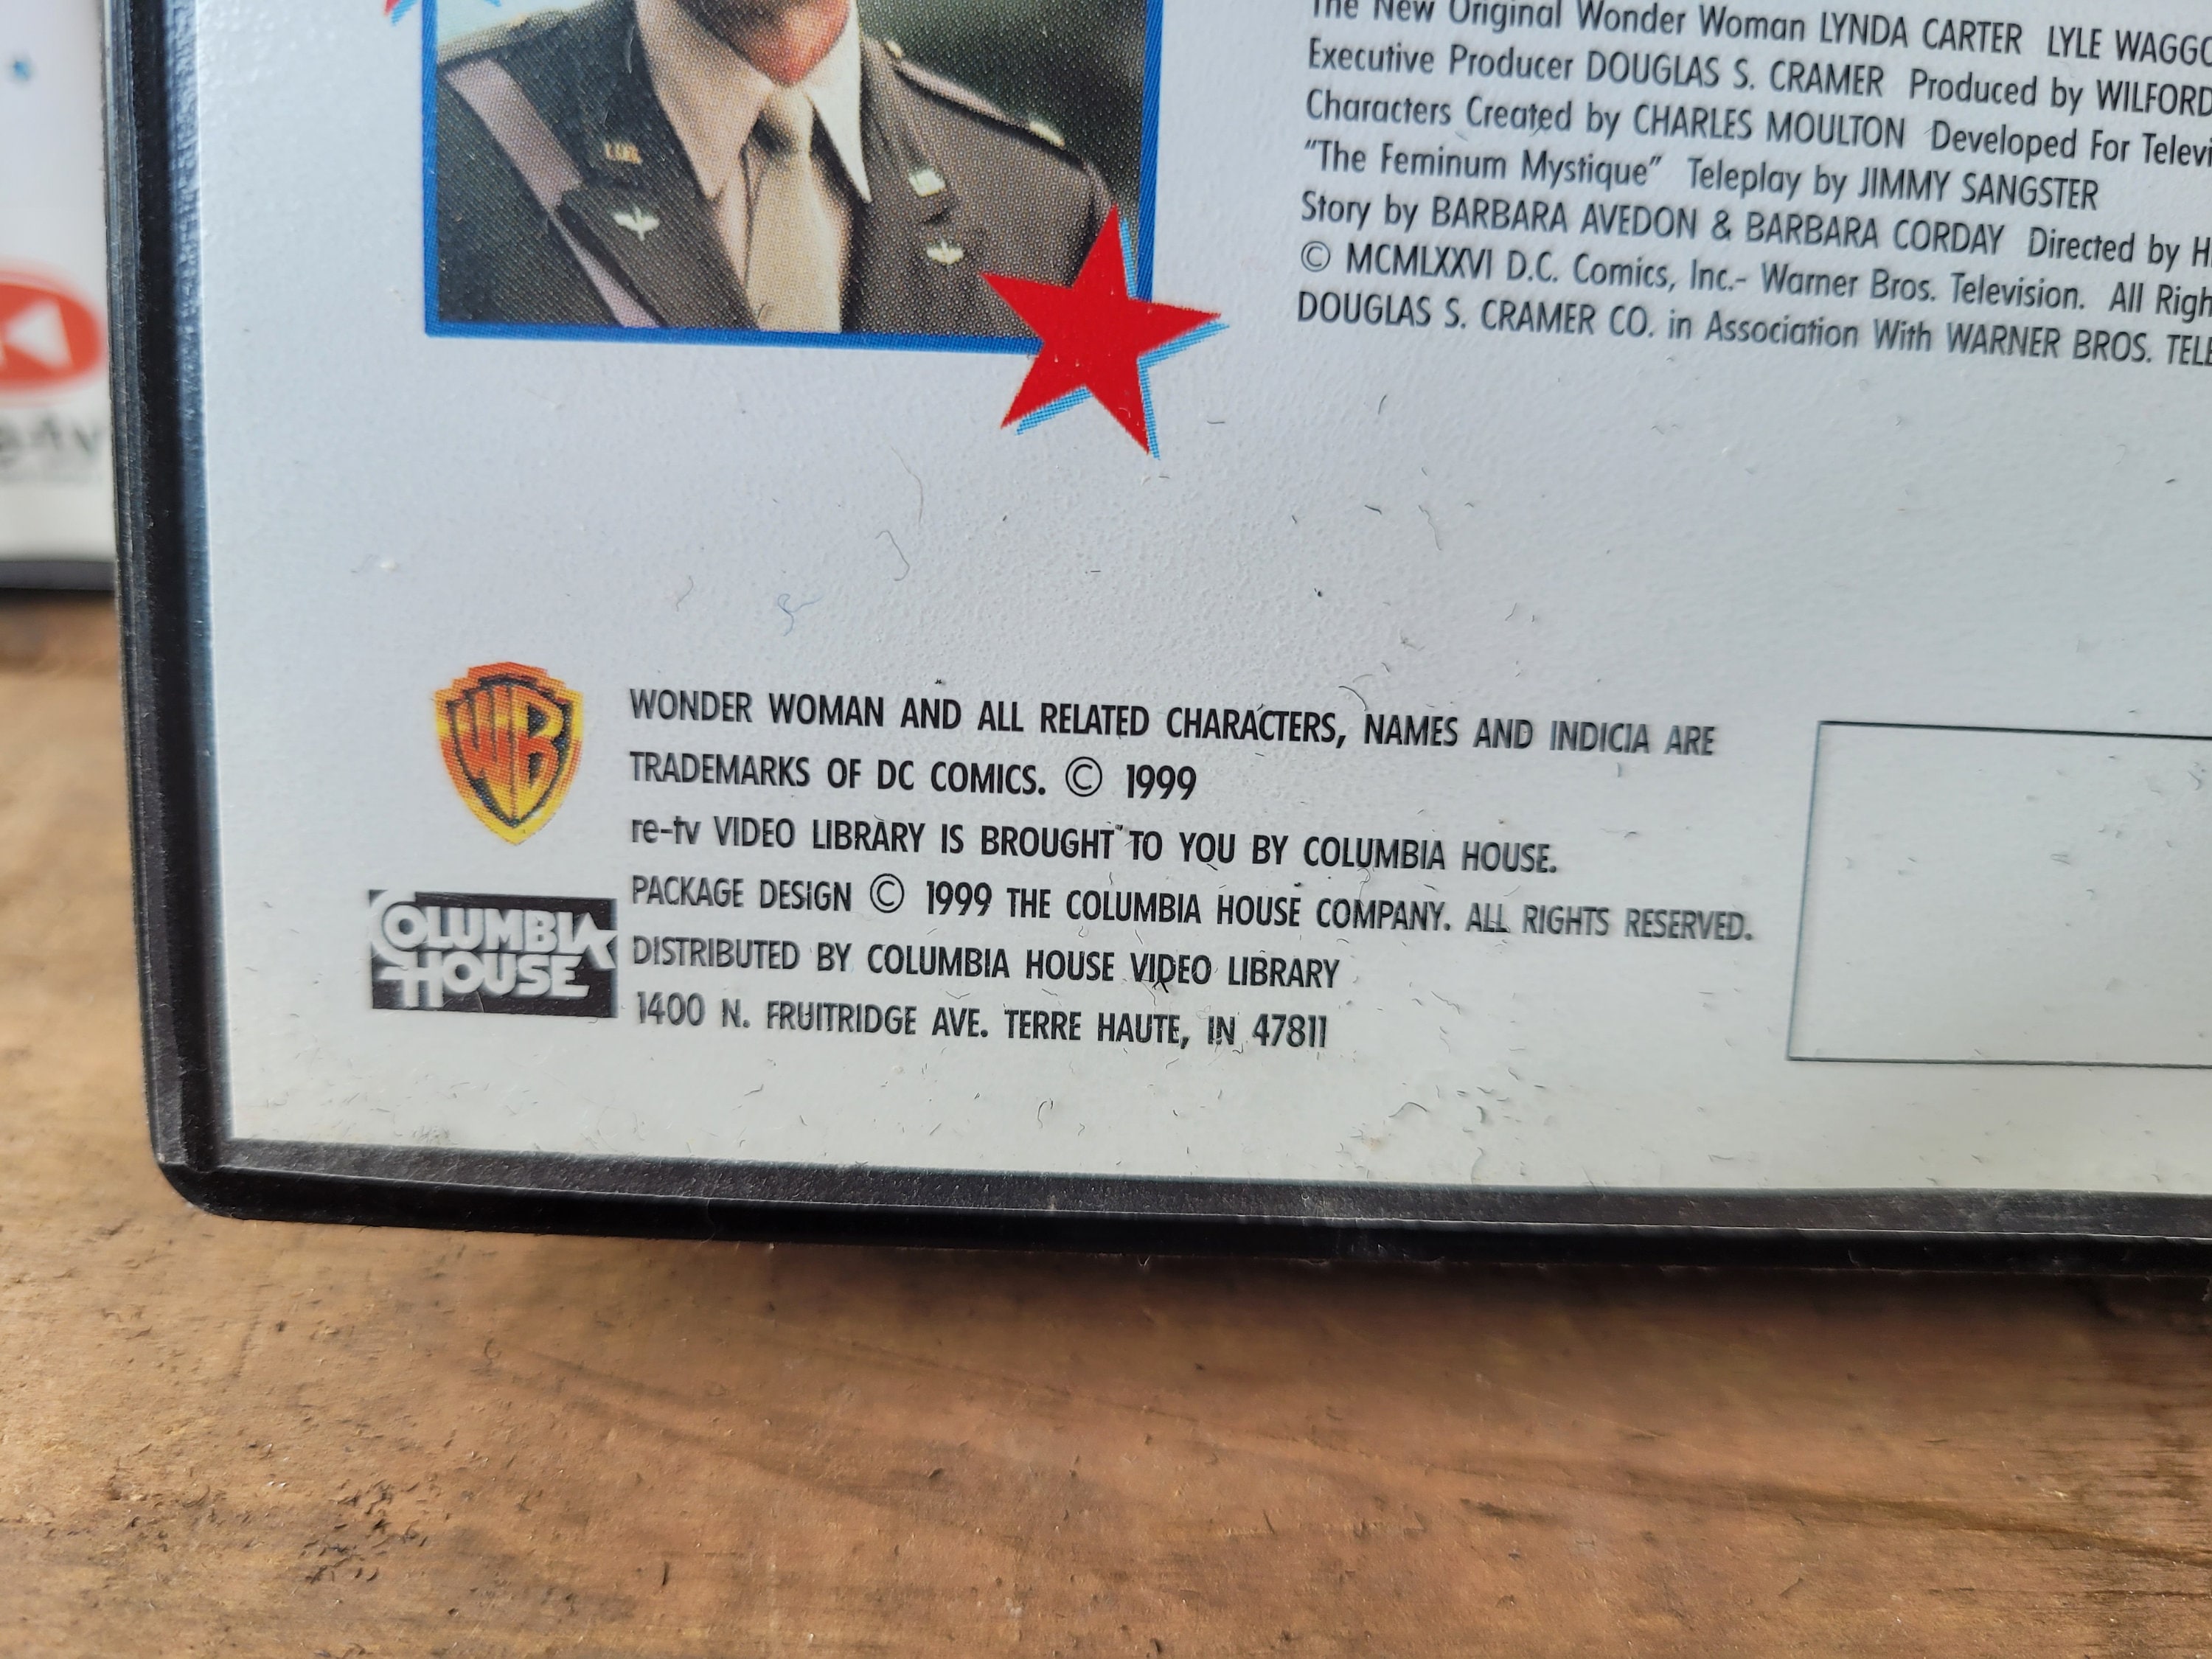 The New Original Wonder Woman LYNDA CARTER LYLE
Executive Producer DOUGLAS S. CRAMER Produced by WILFORD
Characters Created by CHARLES MOULTON Developed For
"The Feminum Mystique" Teleplay by JIMMY SANGSTER
Story by BARBARA AVEDON & BARBARA CORDAY Directed by
© MCMLXXVI D.C. Comics, Inc.- Warner Bros. Television. All
DOUGLAS S. CRAMER CO. in Association With WARNER BROS.
WB
WONDER WOMAN AND ALL RELATED CHARACTERS, NAMES AND INDICIA ARE
TRADEMARKS OF DC COMICS. © 1999
re-tv VIDEO LIBRARY IS BROUGHT TO YOU BY COLUMBIA HOUSE.
PACKAGE DESIGN © 1999 THE COLUMBIA HOUSE COMPANY. ALL RIGHTS RESERVED.
COLUMBIA
HOUSE
DISTRIBUTED BY COLUMBIA HOUSE VIDEO LIBRARY
1400 N. FRUITRIDGE AVE. TERRE HAUTE, IN 47811